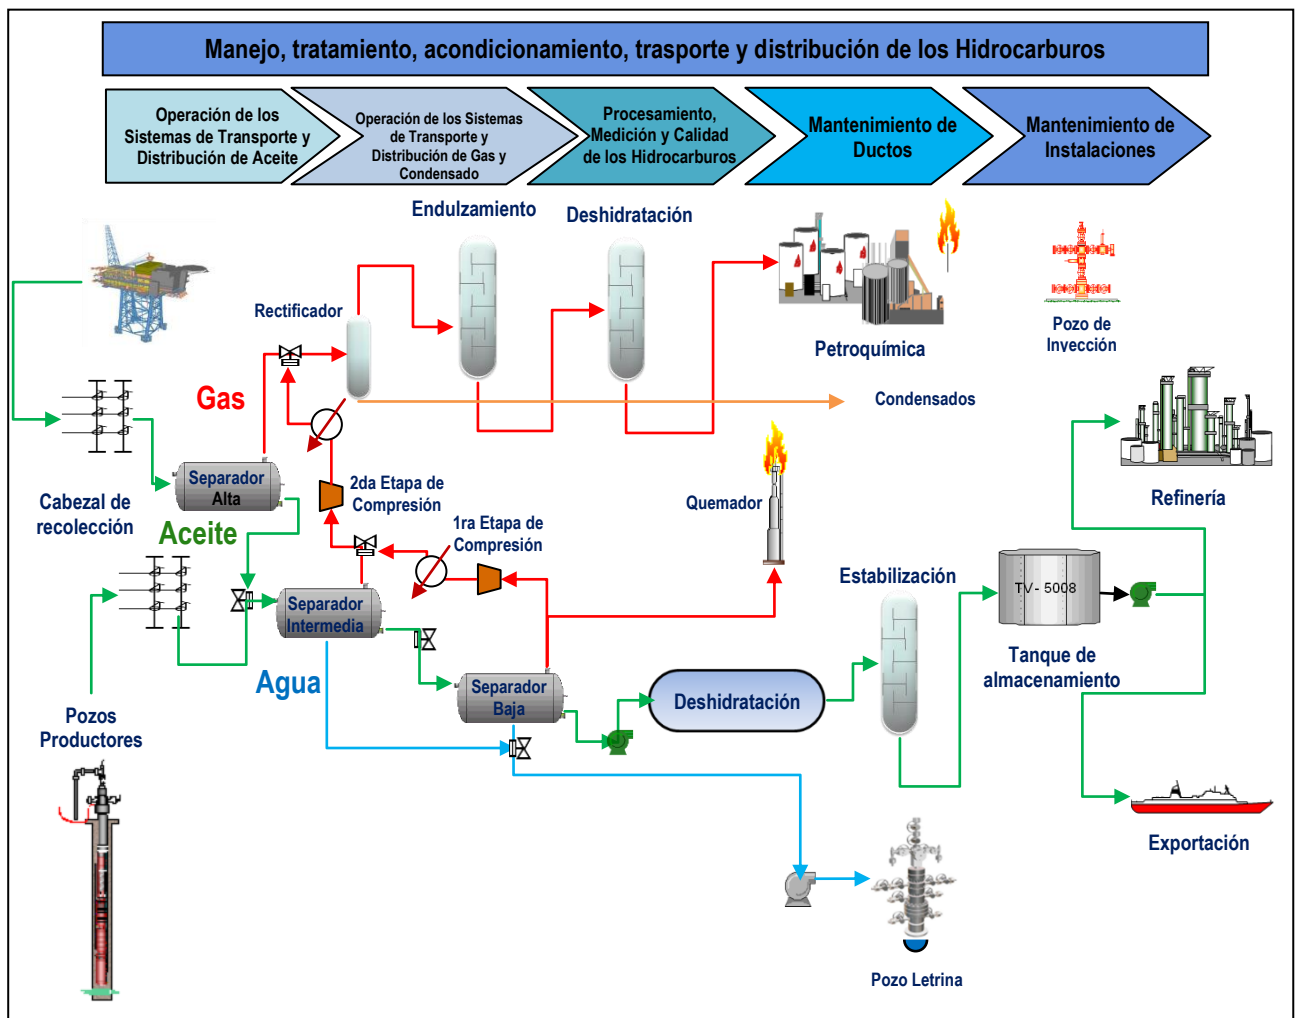 Manejo, tratamiento, acondicionamiento, trasporte y distribución de los Hidrocarburos
Operación de los
Sistemas de Transporte y
Distribución de Aceite
Operación de los Sistemas
de Transporte y
Distribución de Gas y
Condensado
Procesamiento,
Medición y Calidad
de los Hidrocarburos
Mantenimiento de
Ductos
Mantenimiento de
Instalaciones
Endulzamiento
Deshidratación
Rectificador
Petroquímica
Pozo de
Inyección
Gas
Condensados
Separador
Alta
Cabezal de
recolección
2da Etapa de
Compresión
Quemador
Refinería
Aceite
1ra Etapa de
Compresión
Estabilización
TV- 5008
Separador
Intermedia
Tanque de
almacenamiento
Agua
Separador
Baja
Deshidratación
Pozos
Productores
Exportación
Pozo Letrina